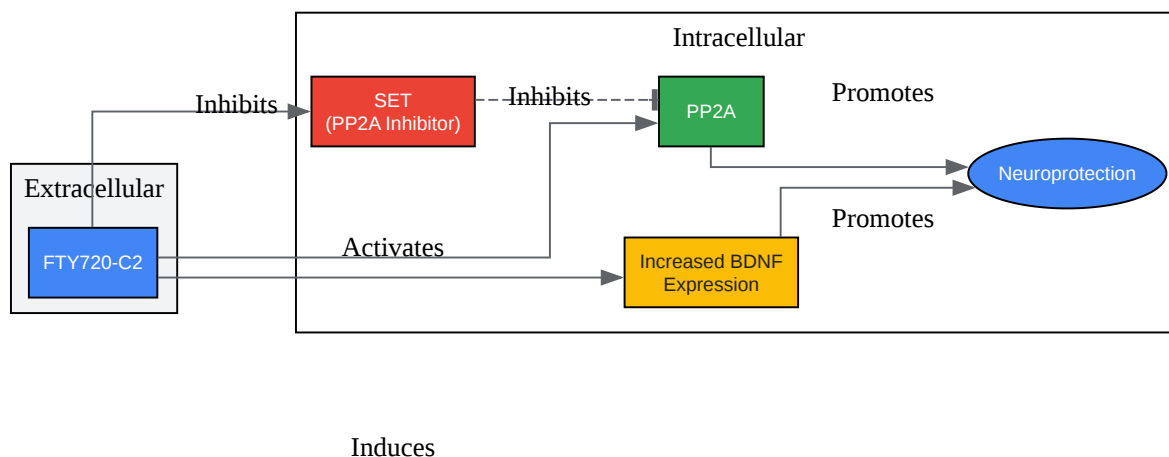 Intracellular
Inhibits
SET
(PP2A Inhibitor)
Inhibits
PP2A
Promotes
Extracellular
Neuroprotection
FTY720-C2
Activates
Promotes
Increased BDNF
Expression
Induces